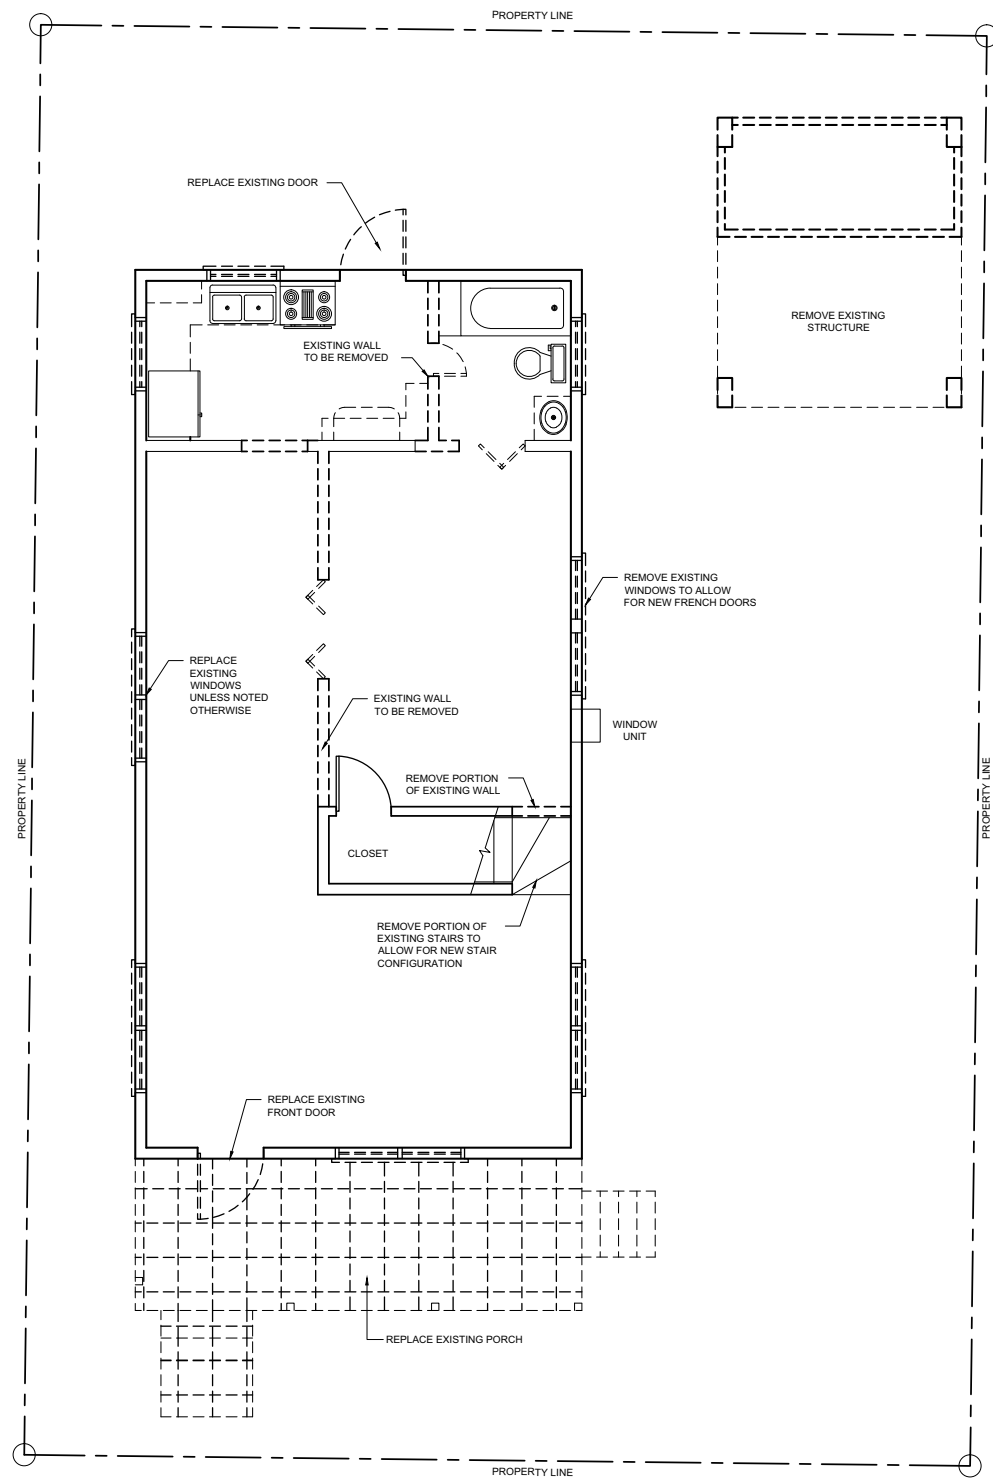 PROPERTY LINE
REPLACE EXISTING DOOR
REMOVE EXISTING
STRUCTURE
EXISTING WALL
TO BE REMOVED
REMOVE EXISTING
WINDOWS TO ALLOW
FOR NEW FRENCH DOORS
REPLACE
EXISTING
WINDOWS
UNLESS NOTED
OTHERWISE
EXISTING WALL
TO BE REMOVED
WINDOW
UNIT
PROPERTY LINE
PROPERTY LINE
REMOVE PORTION
OF EXISTING WALL
CLOSET
REMOVE PORTION OF
EXISTING STAIRS TO
ALLOW FOR NEW STAIR
CONFIGURATION
REPLACE EXISTING
FRONT DOOR
REPLACE EXISTING PORCH
PROPERTY LINE